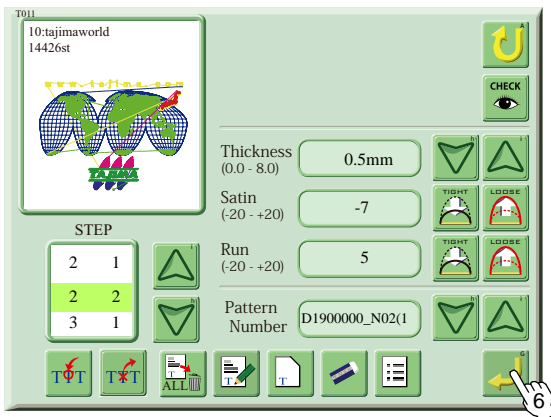 T011
10:tajimaworld
14426st
www.tajima.com
TAJIMA
A
CHECK
Thickness
(0.0 - 8.0)
0.5mm
h
i
Satin
(-20 - +20)
-7
TIGHT
LOOSE
STEP
2 1
2 2
3 1
i
h
Run
(-20 - +20)
5
TIGHT
LOOSE
Pattern
Number
D1900000_N02(1
h
i
TT
TT
T
ALL
T
T
G
6